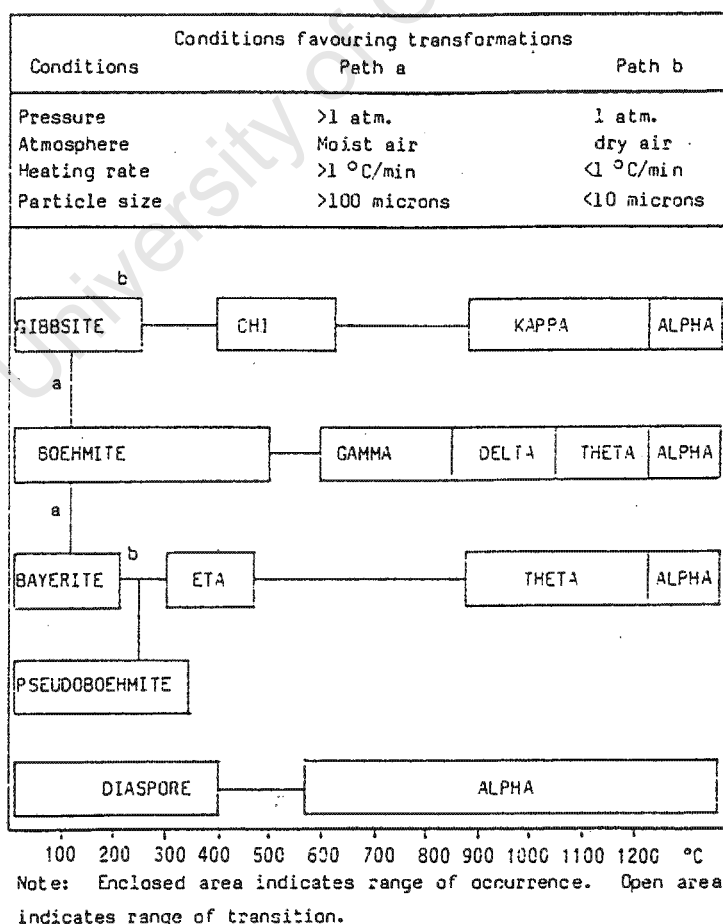 University of C
Conditions favouring transformations
Conditions Path a Path b
Pressure >1 atm. 1 atm.
Atmosphere Moist air dry air
Heating rate >1 °C/min <1 °C/min
Particle size >100 microns <10 microns
b
GIBBSITE CHI KAPPA ALPHA
a
BOEHMITE GAMMA DELTA THETA ALPHA
a
b
BAYERITE ETA THETA ALPHA
PSEUDOBOEHMITE
DIASPORE ALPHA
100 200 300 400 500 600 700 800 900 1000 1100 1200 °C
Note: Enclosed area indicates range of occurrence. Open area
indicates range of transition.